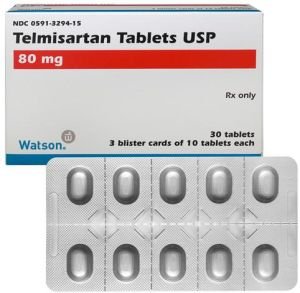 NDC 0591-3294-15
Telmisartan Tablets USP
80 mg
Rx only
30 tablets
3 blister cards of 10 tablets each
Watson.